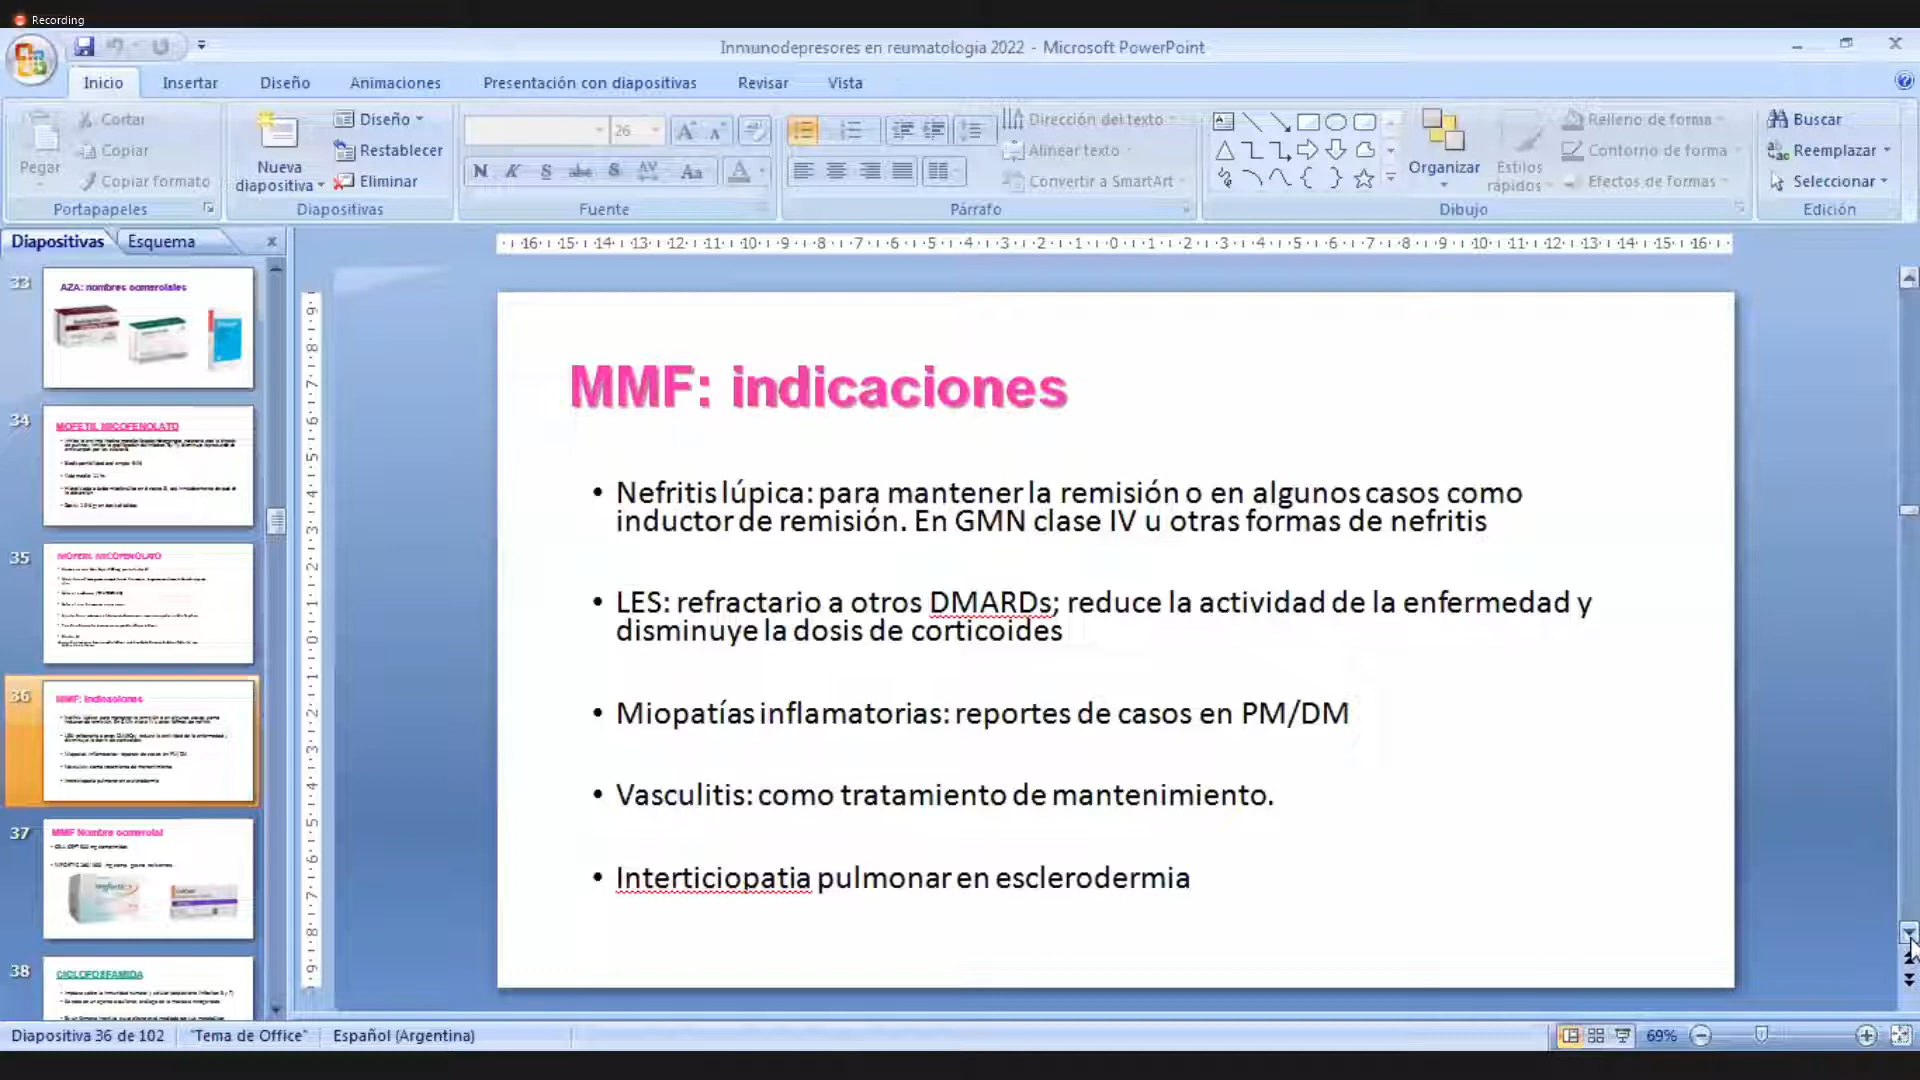 Recording
Inmunodepresores en reumatologia 2022 - Microsoft PowerPoint
Inicio
Insertar
Diseño
Animaciones
Presentación con diapositivas
Revisar
Vista
Pegar
Cortar
Copiar
Copiar formato
Portapapeles
Nueva
diapositiva
Diseño
Restablecer
Eliminar
Diapositivas
26
Fuente
Dirección del texto
Alinear texto
Convertir a SmartArt
Párrafo
Organizar
Estilos
rápidos
Relleno de forma
Contorno de forma
Efectos de formas
Dibujo
Buscar
Reemplazar
Seleccionar
Edición
Diapositivas
Esquema
33
AZA: nombres comerciales
34
MOFETIL MICOFENOLATO
35
MOFETIL MICOFENOLATO
36
MMF: indicaciones
37
MMF Nombre comercial
38
CICLOFOSFAMIDA
MMF: indicaciones
• Nefritis lúpica: para mantener la remisión o en algunos casos como
inductor de remisión. En GMN clase IV u otras formas de nefritis
• LES: refractario a otros DMARDs; reduce la actividad de la enfermedad y
disminuye la dosis de corticoides
• Miopatías inflamatorias: reportes de casos en PM/DM
• Vasculitis: como tratamiento de mantenimiento.
• Interticiopatia pulmonar en esclerodermia
Diapositiva 36 de 102
"Tema de Office"
Español (Argentina)
69%